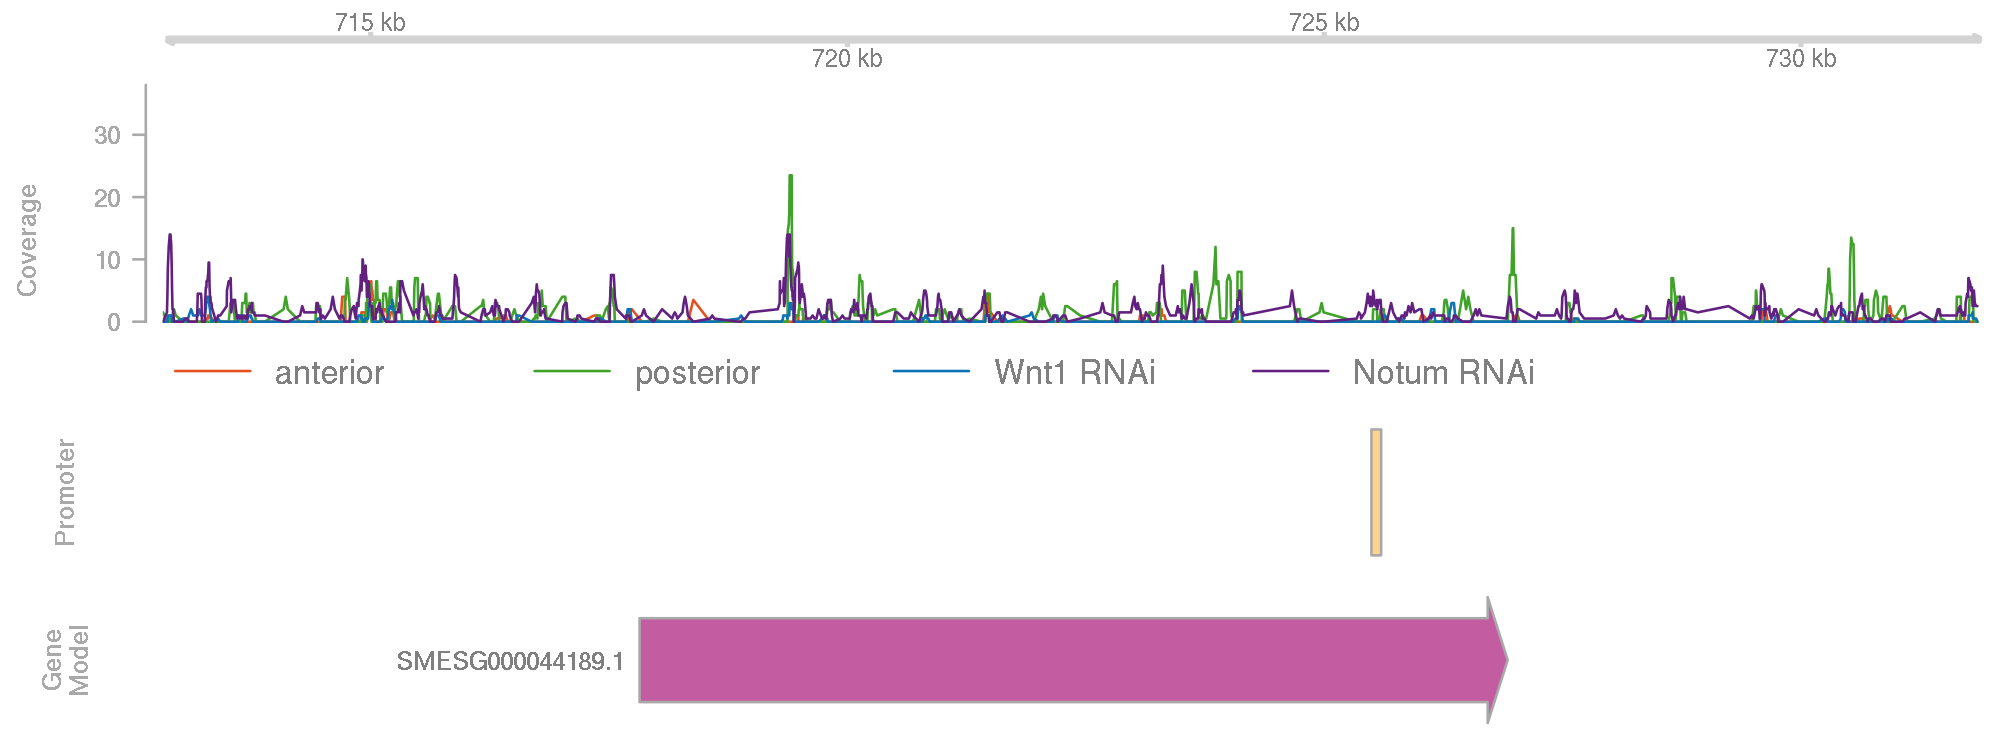 715 kb
725 kb
720 kb
730 kb
Coverage
30
20
10
0
anterior posterior Wnt1 RNAi Notum RNAi
Promoter
Gene
Model
SMESG000044189.1